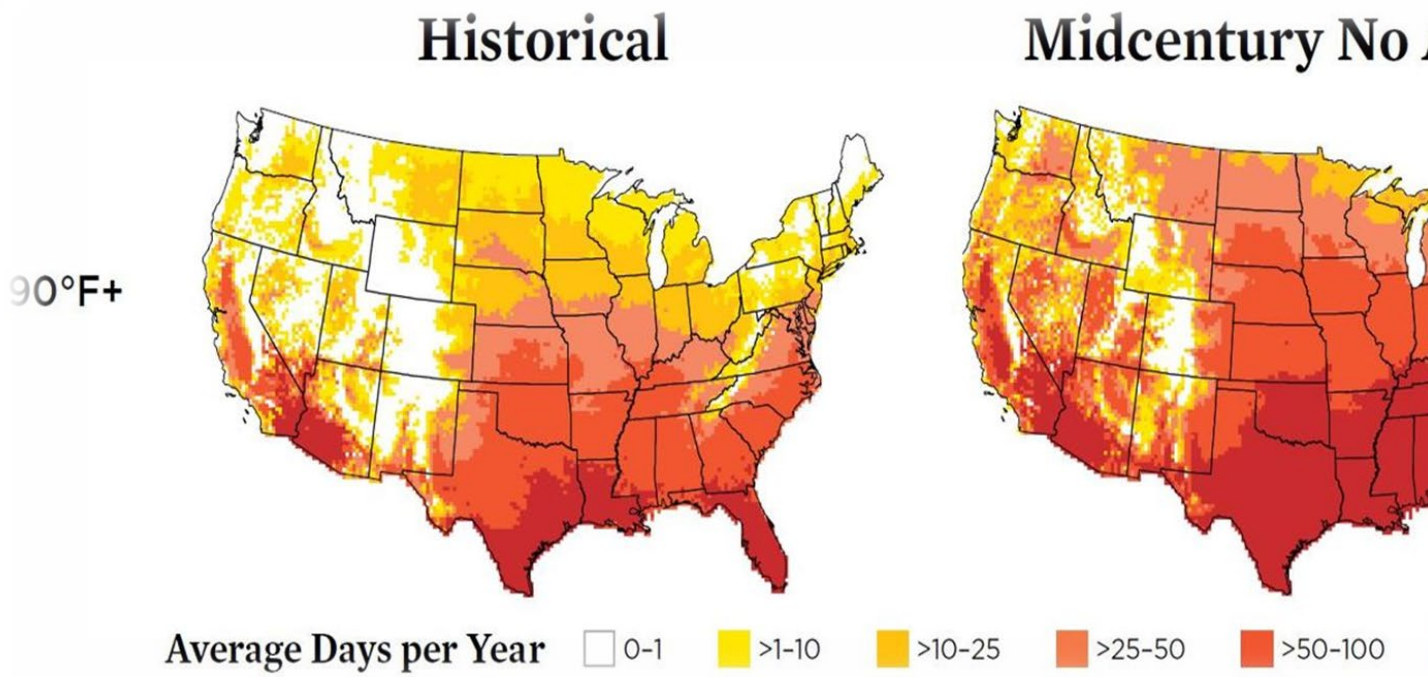 Historical
Midcentury No
90°F+
Average Days per Year 0-1 >1-10 >10-25 >25-50 >50-100